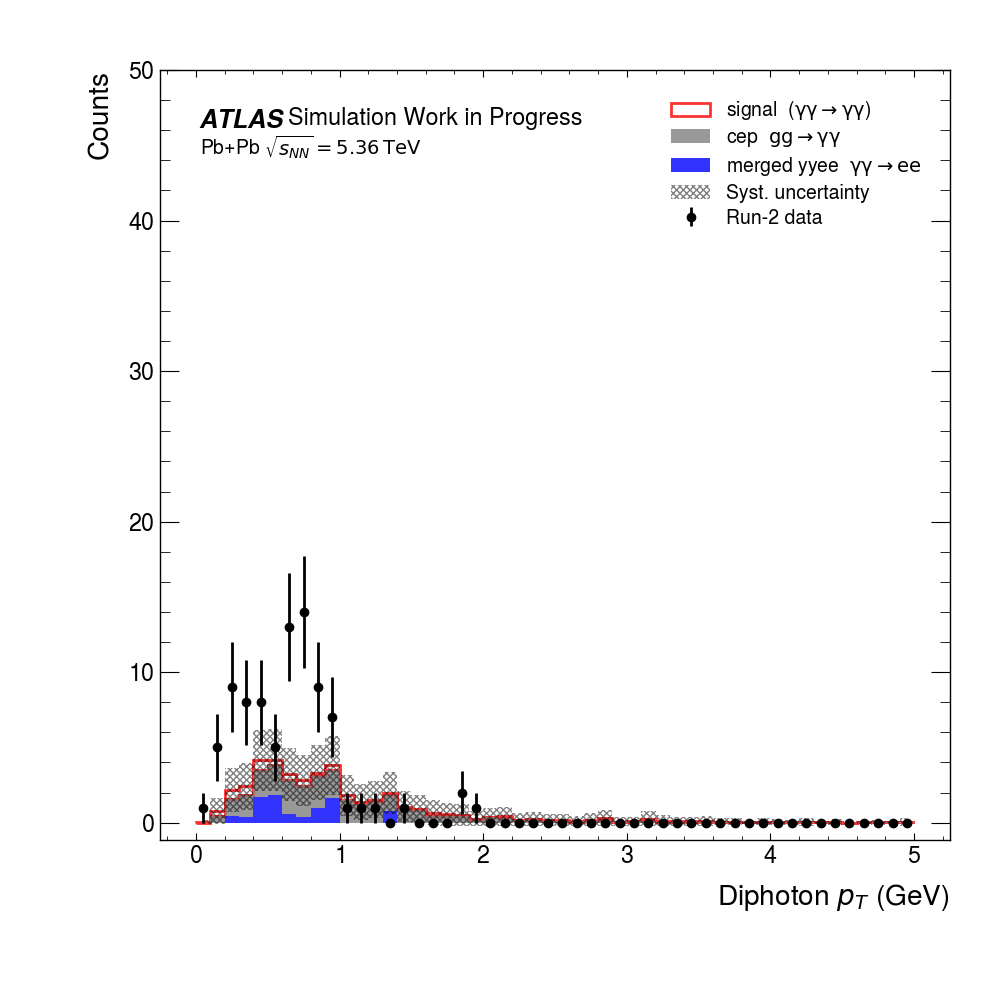 50
Counts
ATLAS Simulation Work in Progress
Pb+Pb √s_NN = 5.36 TeV
signal (γγ→γγ)
cep gg→γγ
merged yyee γγ→ee
Syst. uncertainty
Run-2 data
40
30
20
10
0
0 1 2 3 4 5
Diphoton p_T (GeV)